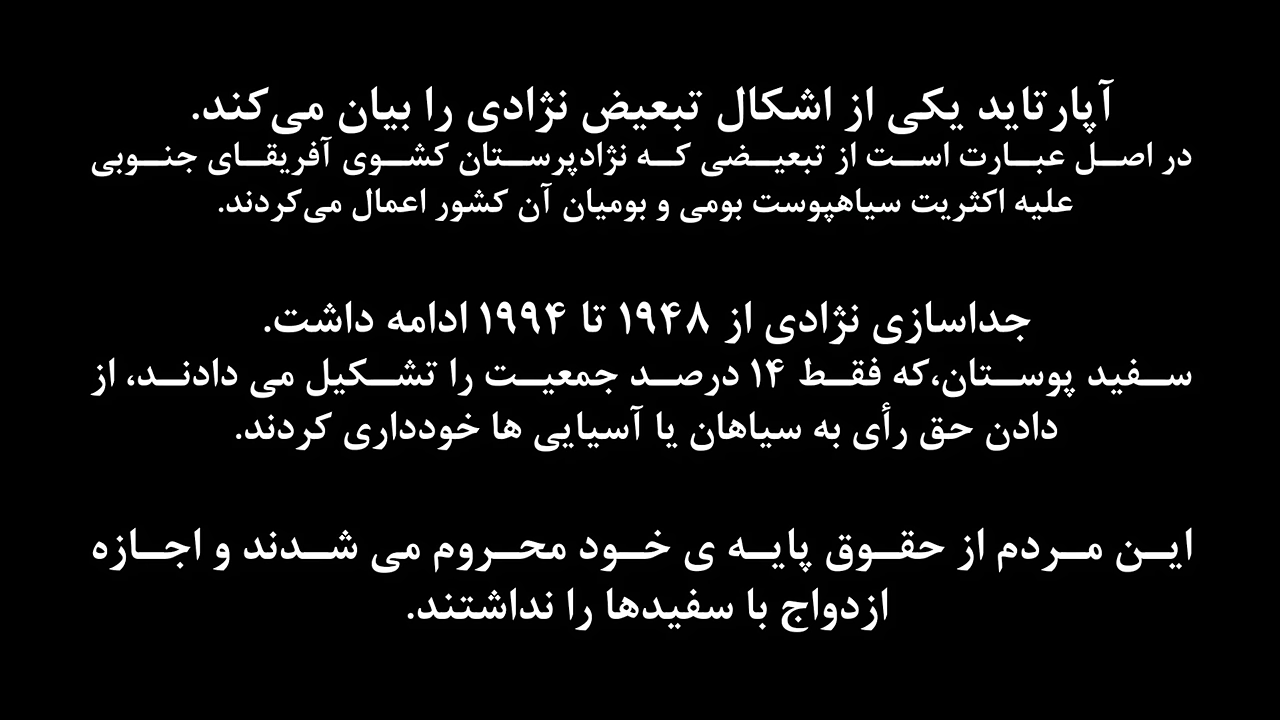 آپارتاید یکی از اشکال تبعیض نژادی را بیان می‌کند.
در اصل عبارت است از تبعیضی که نژادپرستان کشوی آفریقای جنوبی
علیه اکثریت سیاهپوست بومی و بومیان آن کشور اعمال می‌کردند.
جداسازی نژادی از ۱۹۴۸ تا ۱۹۹۴ ادامه داشت.
سفید پوستان،که فقط ۱۴ درصد جمعیت را تشکیل می دادند، از
دادن حق رأی به سیاهان یا آسیایی ها خودداری کردند.
این مردم از حقوق پایه ی خود محروم می شدند و اجازه
ازدواج با سفیدها را نداشتند.